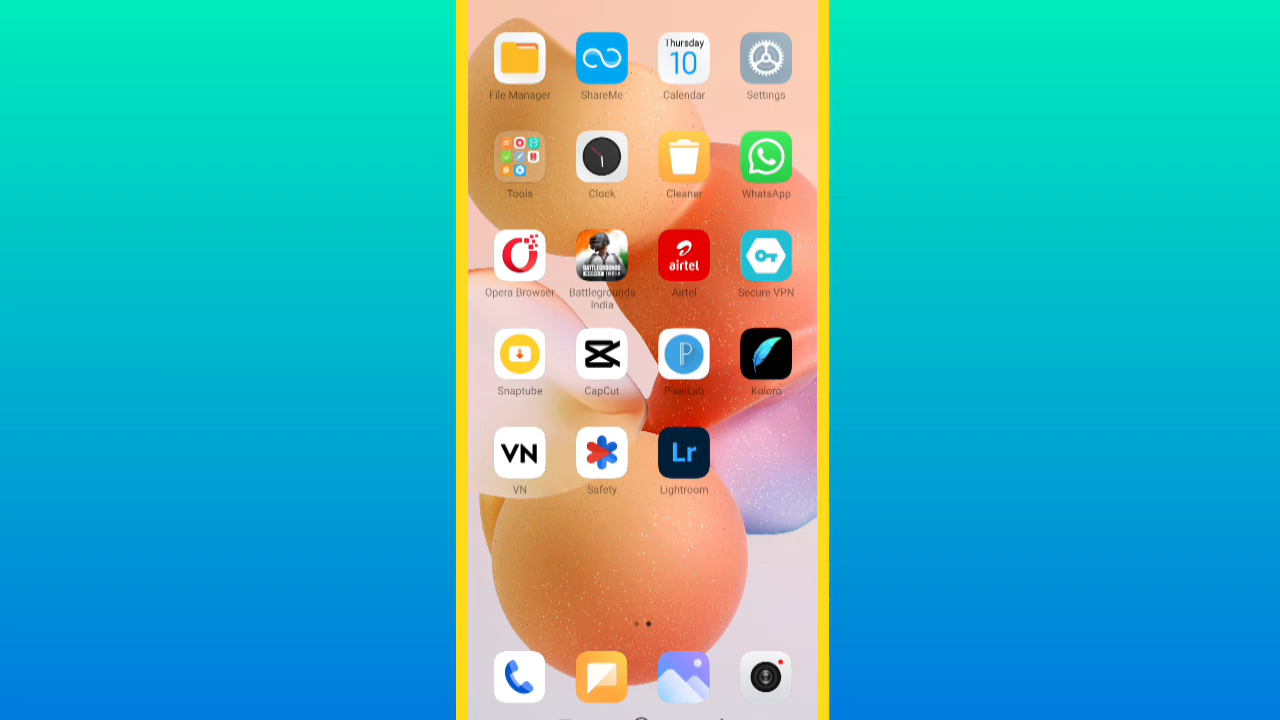 Thursday
10
File Manager
ShareMe
Calendar
Settings
Tools
Clock
Cleaner
WhatsApp
BATTLEGROUNDS
MOBILE INDIA
airtel
Opera Browser
Battlegrounds
India
Airtel
Secure VPN
P
Snaptube
CapCut
PixelLab
Koloro
VN
Lr
VN
Safety
Lightroom